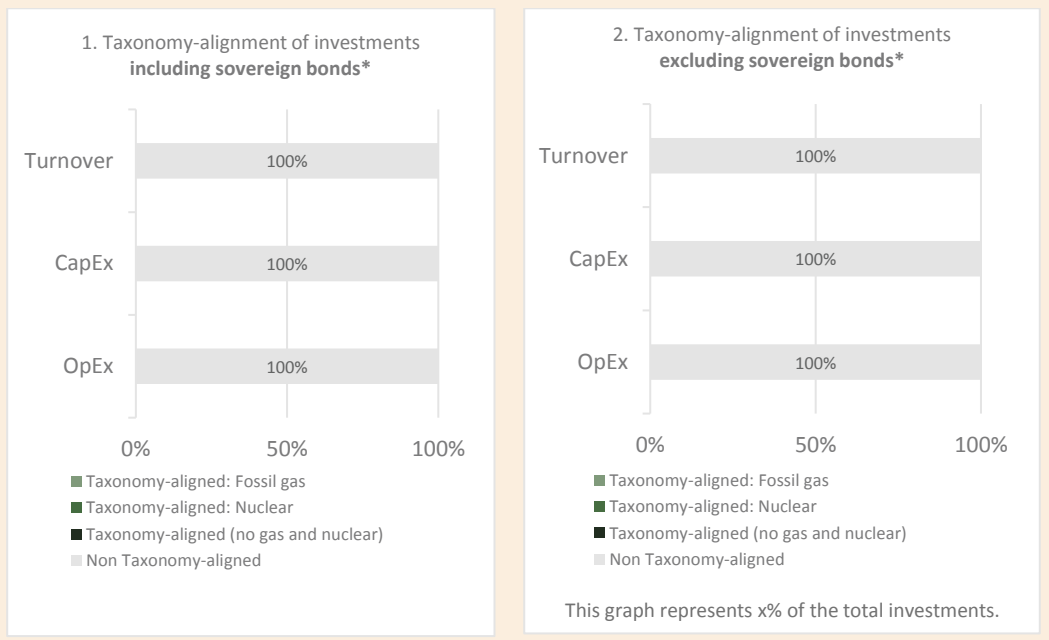 1. Taxonomy-alignment of investments
including sovereign bonds*
Turnover
100%
CapEx
100%
OpEx
100%
0% 50% 100%
Taxonomy-aligned: Fossil gas
Taxonomy-aligned: Nuclear
Taxonomy-aligned (no gas and nuclear)
Non Taxonomy-aligned
2. Taxonomy-alignment of investments
excluding sovereign bonds*
Turnover
100%
CapEx
100%
OpEx
100%
0% 50% 100%
Taxonomy-aligned: Fossil gas
Taxonomy-aligned: Nuclear
Taxonomy-aligned (no gas and nuclear)
Non Taxonomy-aligned
This graph represents x% of the total investments.